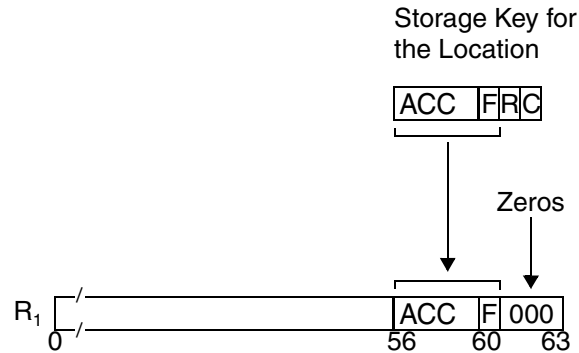 Storage Key for
the Location
ACC F R C
Zeros
R1 ACC F 000
0 56 60 63